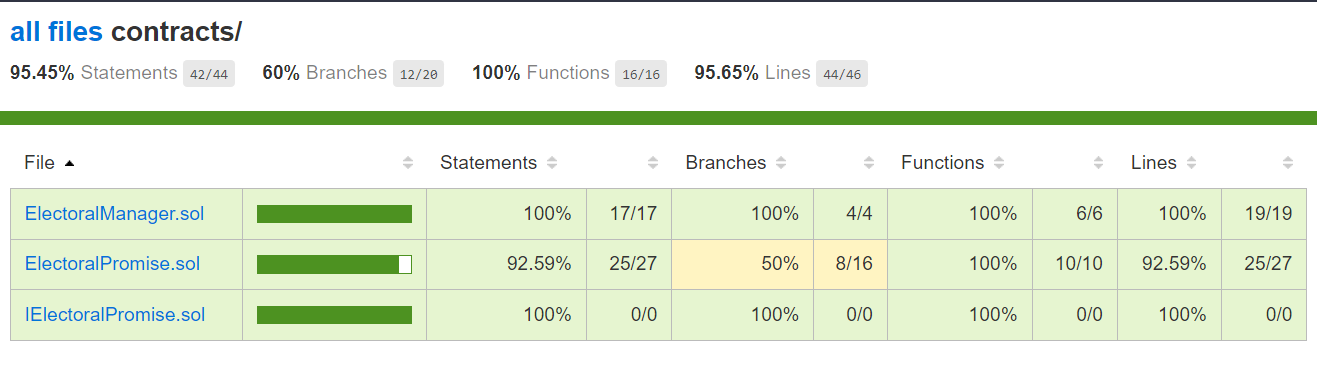 all files contracts/
95.45% Statements 42/44 60% Branches 12/20 100% Functions 16/16 95.65% Lines 44/46
File Statements Branches Functions Lines
ElectoralManager.sol 100% 17/17 100% 4/4 100% 6/6 100% 19/19
ElectoralPromise.sol 92.59% 25/27 50% 8/16 100% 10/10 92.59% 25/27
IElectoralPromise.sol 100% 0/0 100% 0/0 100% 0/0 100% 0/0